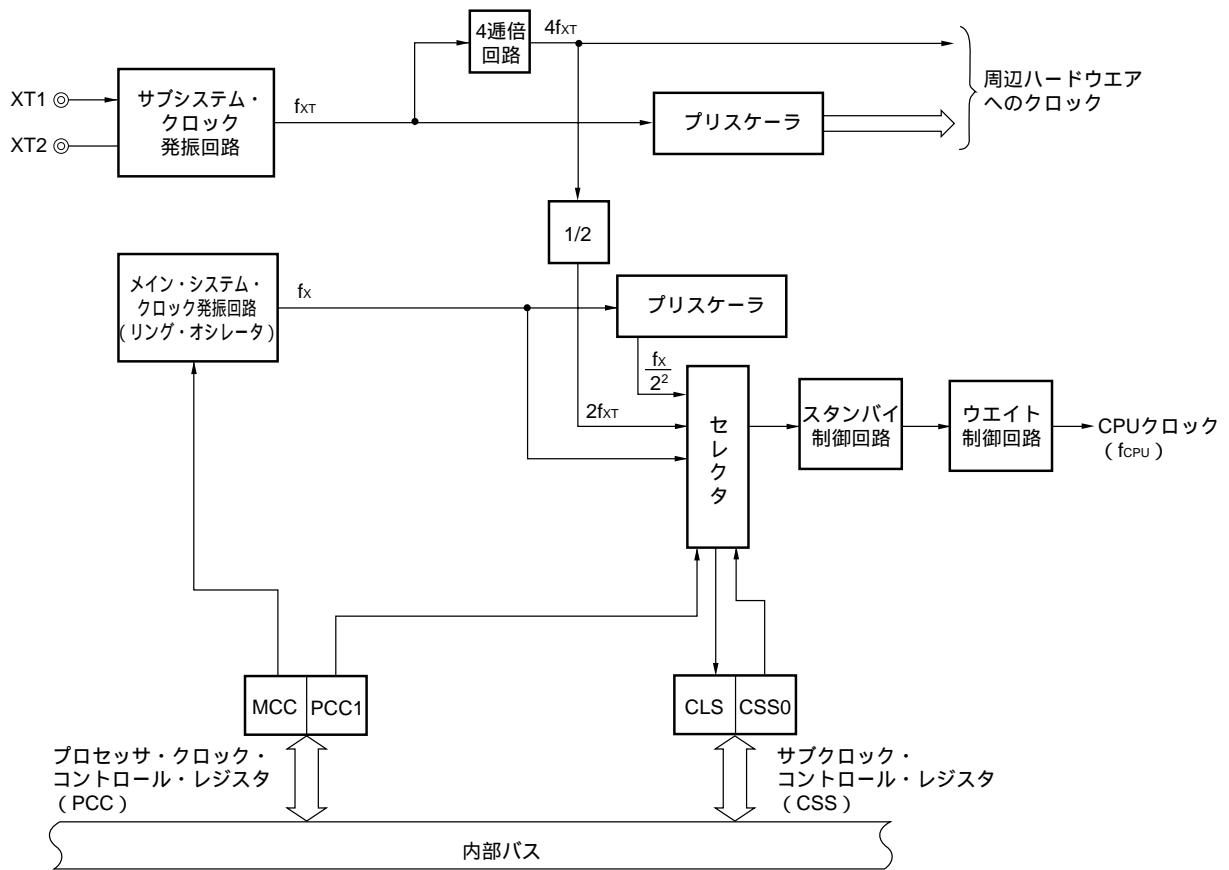 4逓倍
回路
4fXT
周辺ハードウエア
へのクロック
XT1
XT2
サブシステム・
クロック
発振回路
fXT
プリスケーラ
1/2
メイン・システム・
クロック発振回路
(リング・オシレータ)
fX
プリスケーラ
fX
2²
2fXT
セレクタ
スタンバイ
制御回路
ウエイト
制御回路
CPUクロック
(fCPU)
MCC
PCC1
CLS
CSS0
プロセッサ・クロック・
コントロール・レジスタ
(PCC)
サブクロック・
コントロール・レジスタ
(CSS)
内部バス